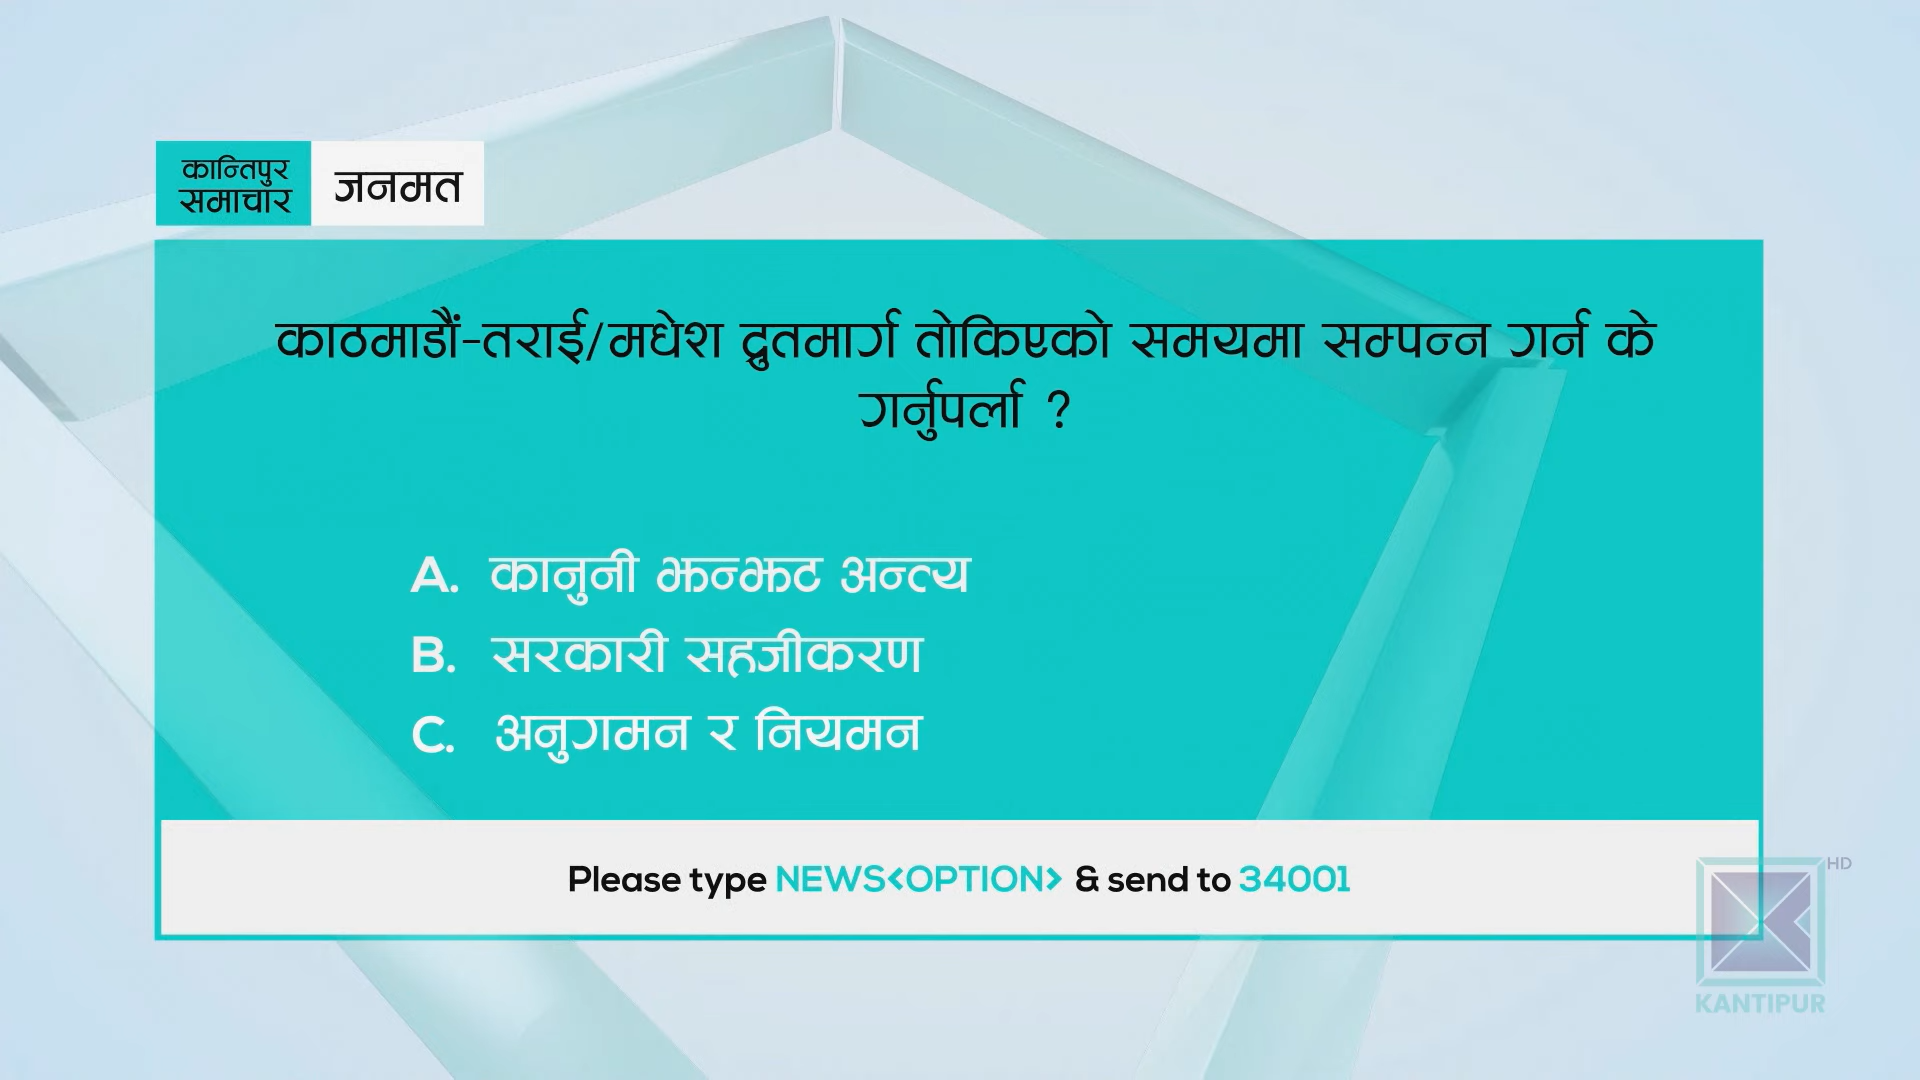 कान्तिपुर
समाचार
जनमत
काठमाडौं-तराई/मधेश द्रुतमार्ग तोकिएको समयमा सम्पन्न गर्न के
गर्नुपर्ला ?
A. कानुनी झन्झट अन्त्य
B. सरकारी सहजीकरण
C. अनुगमन र नियमन
Please type NEWS<OPTION> & send to 34001
HD
KANTIPUR